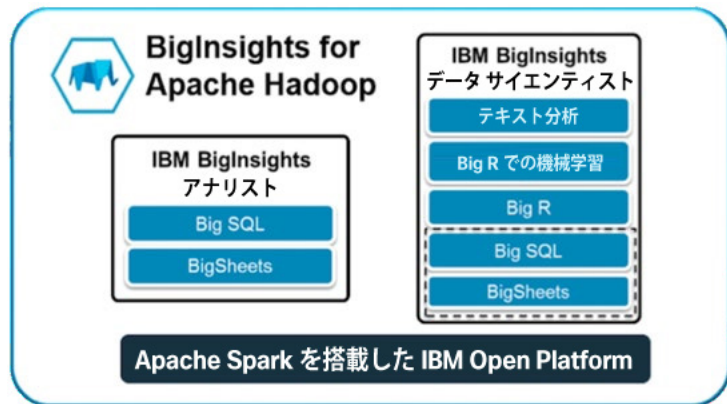 BigInsights for
Apache Hadoop
IBM BigInsights
アナリスト
Big SQL
BigSheets
IBM BigInsights
データ サイエンティスト
テキスト分析
Big R での機械学習
Big R
Big SQL
BigSheets
Apache Spark を搭載した IBM Open Platform